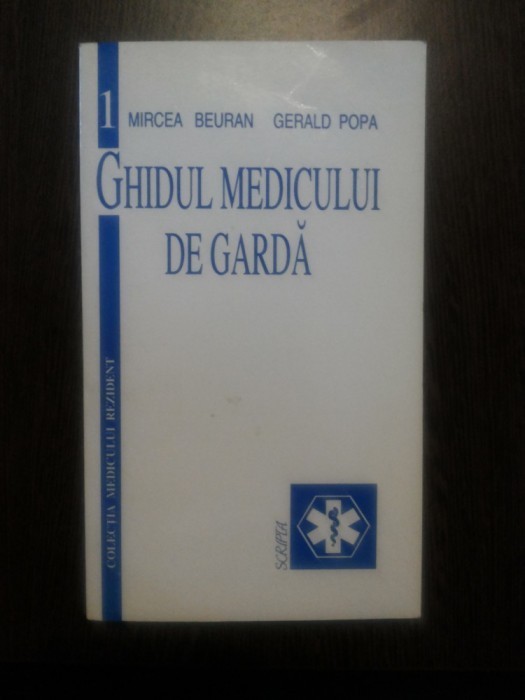 1 MIRCEA BEURAN GERALD POPA
GHIDUL MEDICULUI
DE GARDĂ
COLECȚIA MEDICULUI REZIDENT
SCRIPTA